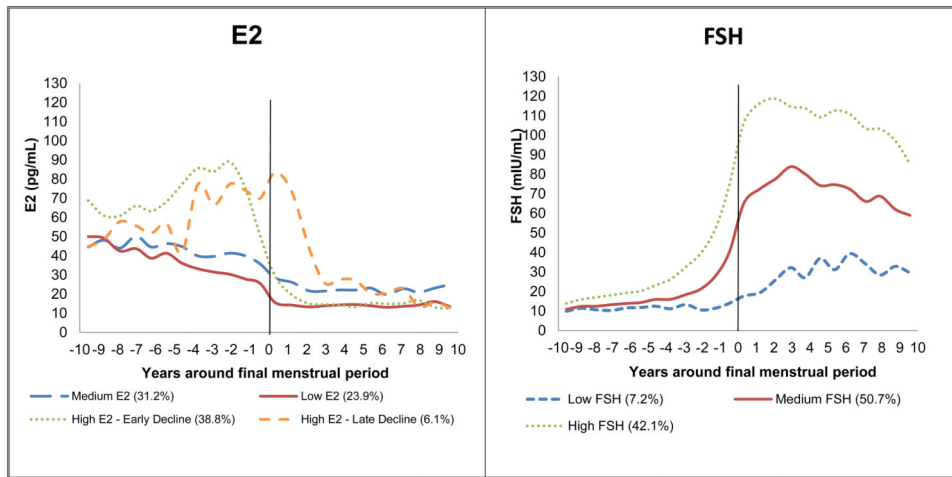 E2
E2 (pg/mL)
130
120
110
100
90
80
70
60
50
40
30
20
10
0
-10 -9 -8 -7 -6 -5 -4 -3 -2 -1 0 1 2 3 4 5 6 7 8 9 10
Years around final menstrual period
Medium E2 (31.2%) Low E2 (23.9%)
High E2 - Early Decline (38.8%) High E2 - Late Decline (6.1%)
FSH
FSH (mIU/mL)
130
120
110
100
90
80
70
60
50
40
30
20
10
0
-10 -9 -8 -7 -6 -5 -4 -3 -2 -1 0 1 2 3 4 5 6 7 8 9 10
Years around final menstrual period
Low FSH (7.2%) Medium FSH (50.7%)
High FSH (42.1%)